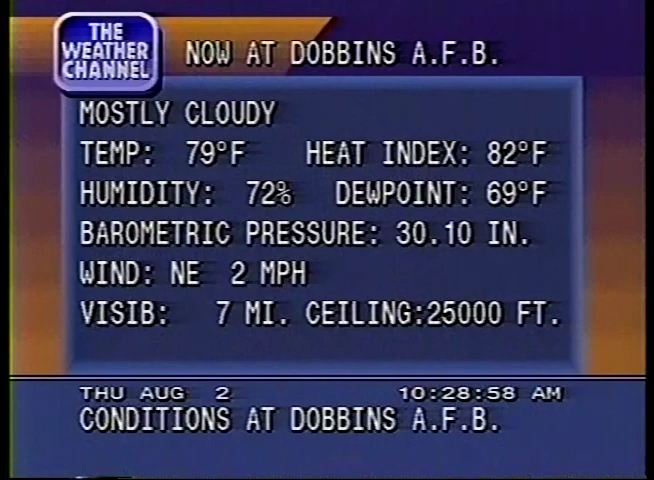 THE
WEATHER
CHANNEL
NOW AT DOBBINS A.F.B.
MOSTLY CLOUDY
TEMP: 79°F HEAT INDEX: 82°F
HUMIDITY: 72% DEWPOINT: 69°F
BAROMETRIC PRESSURE: 30.10 IN.
WIND: NE 2 MPH
VISIB: 7 MI. CEILING:25000 FT.
THU AUG 2 10:28:58 AM
CONDITIONS AT DOBBINS A.F.B.